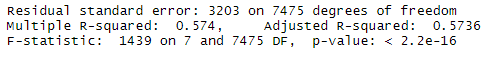 Residual standard error: 3203 on 7475 degrees of freedom
Multiple R-squared:  0.574,	Adjusted R-squared:  0.5736
F-statistic:  1439 on 7 and 7475 DF,  p-value: < 2.2e-16